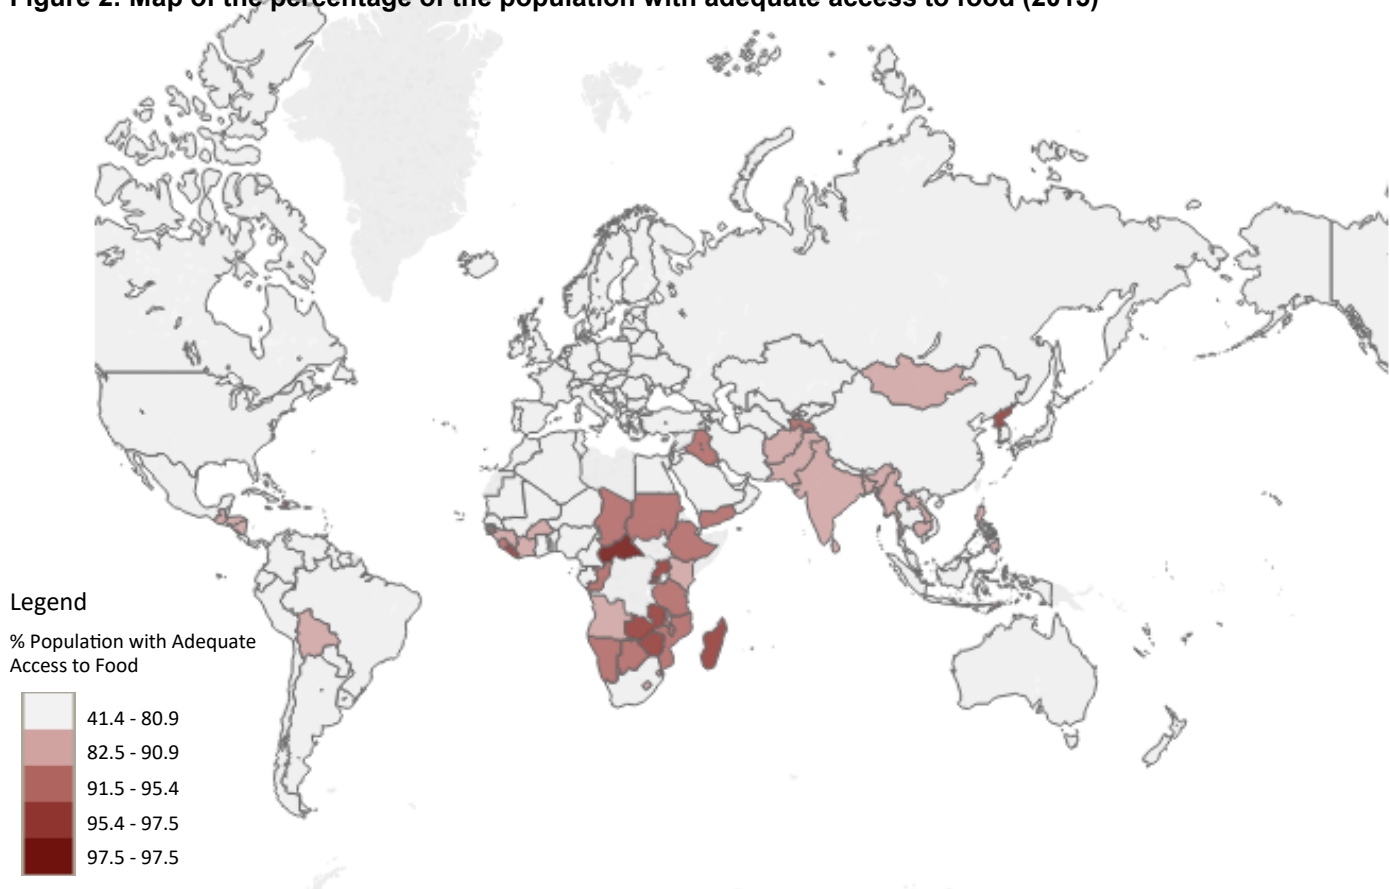 Figure 2: Map of the percentage of the population with adequate access to food (2015)
Legend
% Population with Adequate
Access to Food
41.4 - 80.9
82.5 - 90.9
91.5 - 95.4
95.4 - 97.5
97.5 - 97.5